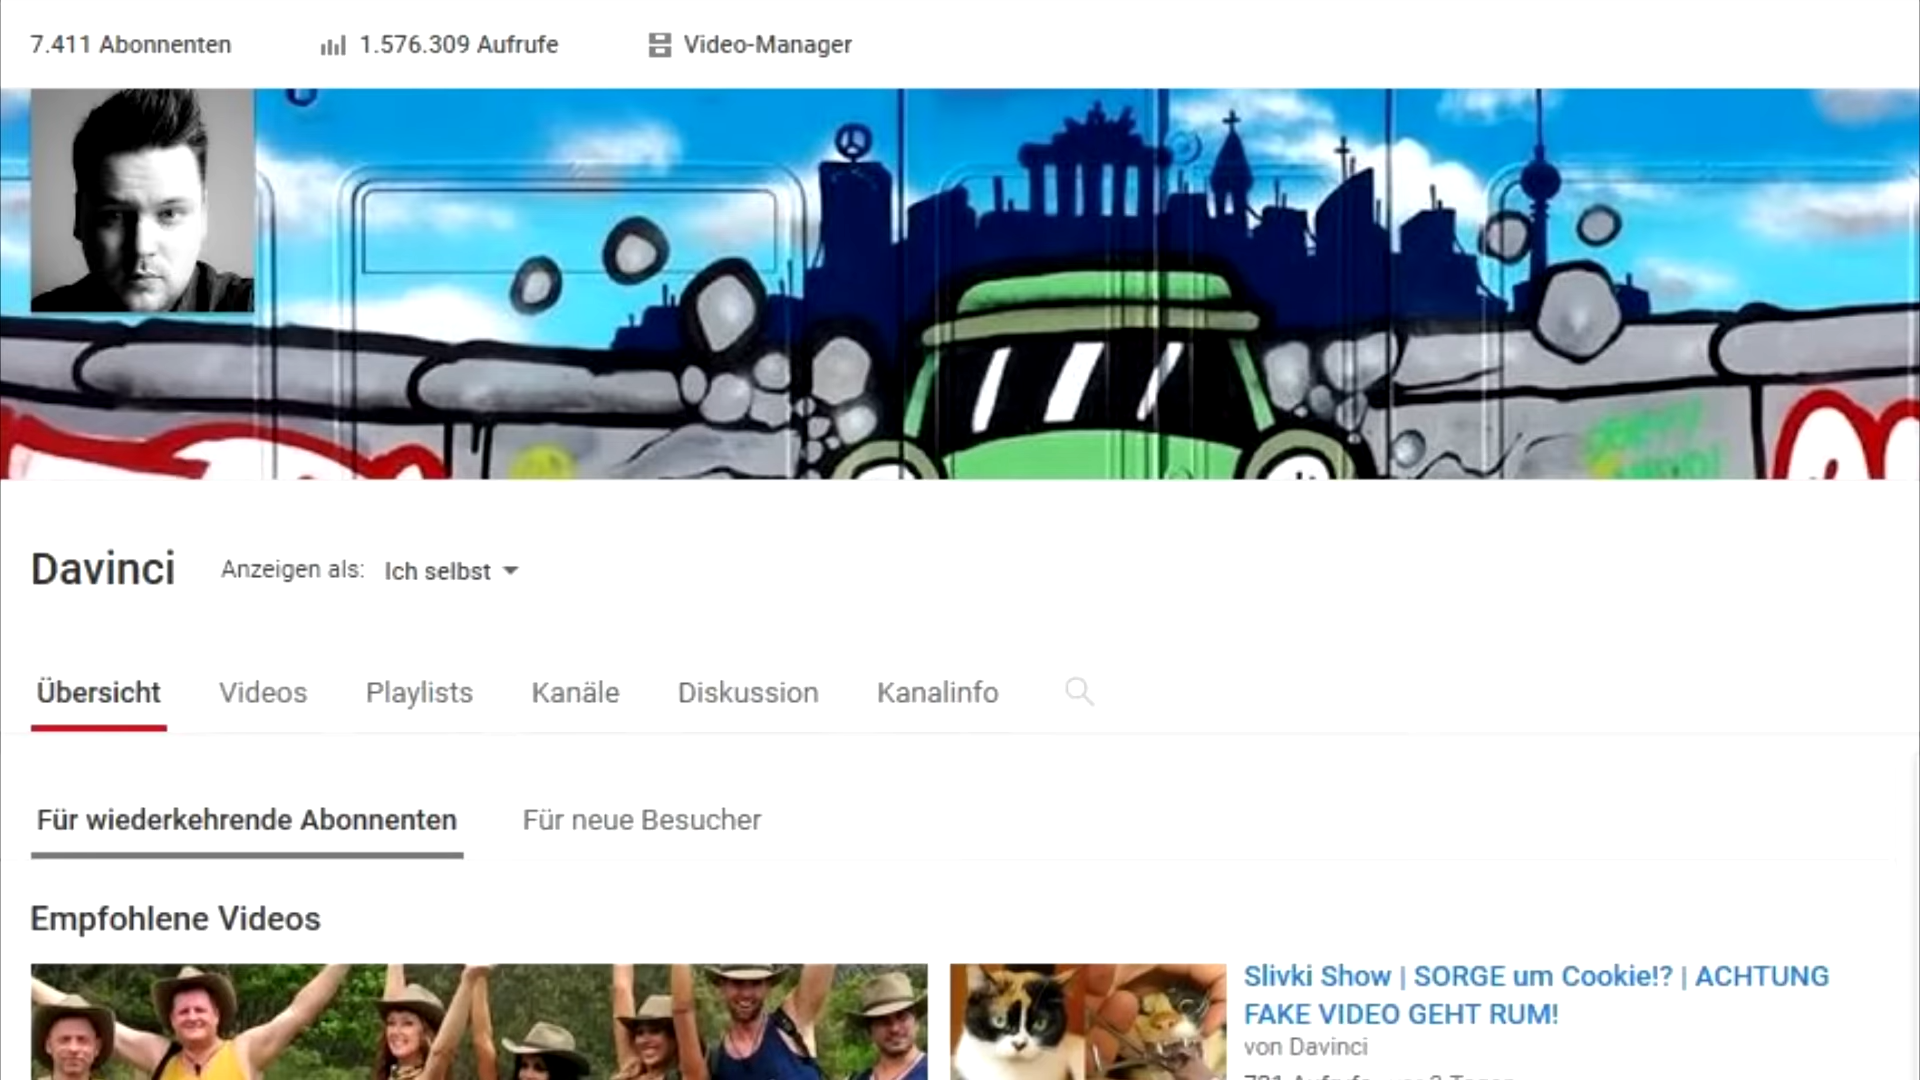 7.411 Abonnenten 1.576.309 Aufrufe Video-Manager
Davinci Anzeigen als: Ich selbst
Übersicht Videos Playlists Kanäle Diskussion Kanalinfo
Für wiederkehrende Abonnenten Für neue Besucher
Empfohlene Videos
Slivki Show | SORGE um Cookie!? | ACHTUNG
FAKE VIDEO GEHT RUM!
von Davinci